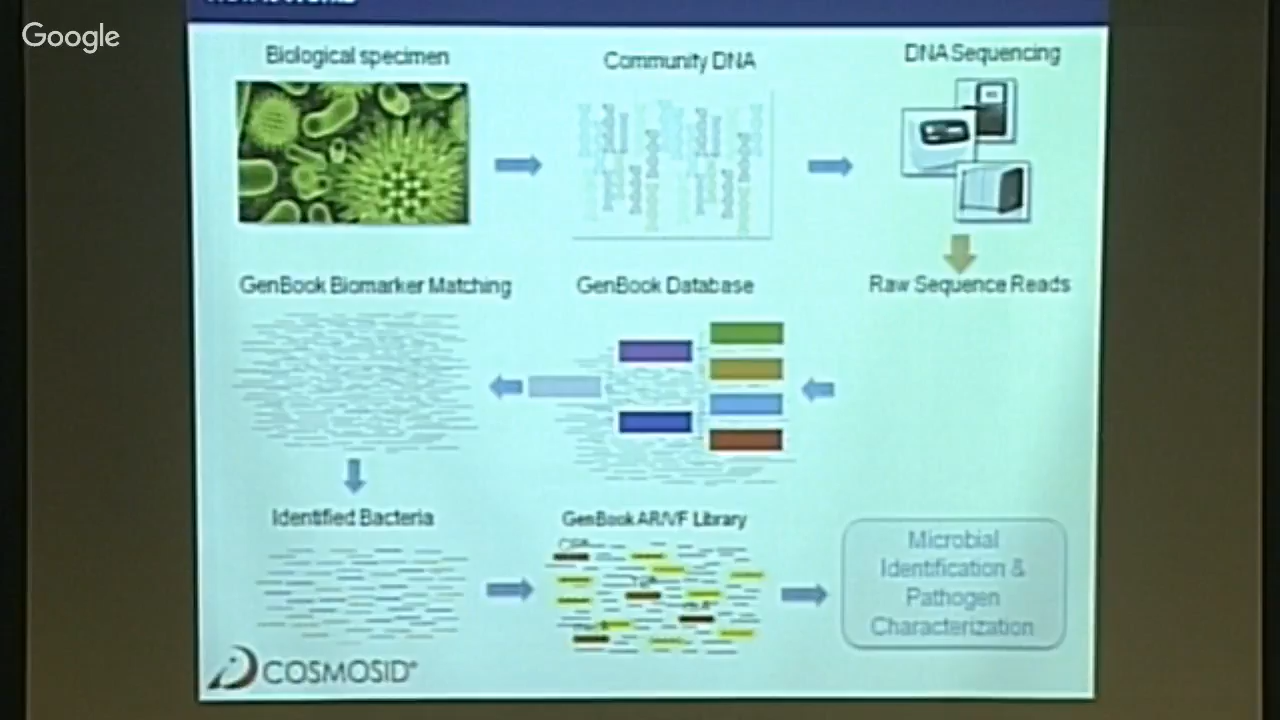 Google
Biological specimen
Community DNA
DNA Sequencing
GenBook Biomarker Matching
GenBook Database
Raw Sequence Reads
Identified Bacteria
GenBook AR/VF Library
Microbial
Identification &
Pathogen
Characterization
COSMOSID®